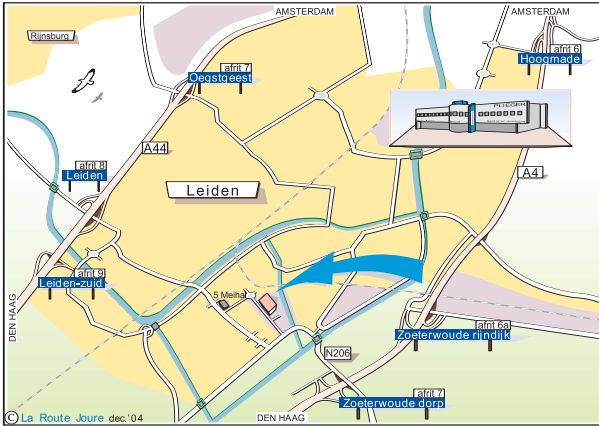 AMSTERDAM
AMSTERDAM
Rijnsburg
afrit 7
Oegstgeest
afrit 6
Hoogmade
PLIEGER
A44
A4
afrit 8
Leiden
Leiden
afrit 9
Leiden-zuid
5 Meihal
DEN HAAG
afrit 6a
Zoeterwoude rijndijk
N206
afrit 7
Zoeterwoude dorp
© La Route Joure dec.'04
DEN HAAG